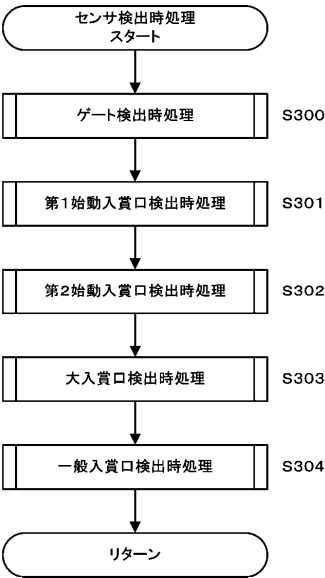 センサ検出時処理
スタート
ゲート検出時処理
S300
第1始動入賞口検出時処理
S301
第2始動入賞口検出時処理
S302
大入賞口検出時処理
S303
一般入賞口検出時処理
S304
リターン